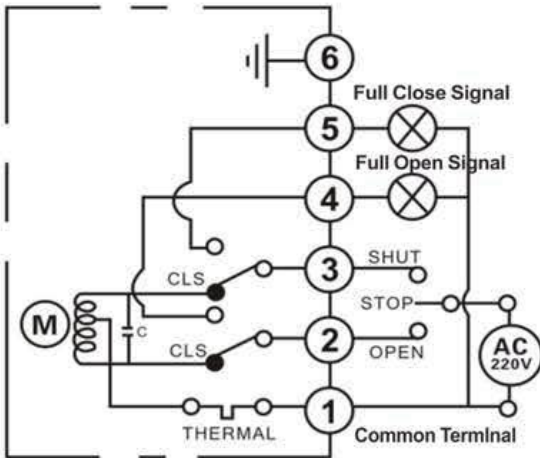 6
Full Close Signal
5
Full Open Signal
4
CLS
3
SHUT
STOP
M
C
CLS
2
OPEN
AC
220V
THERMAL
1
Common TermInal